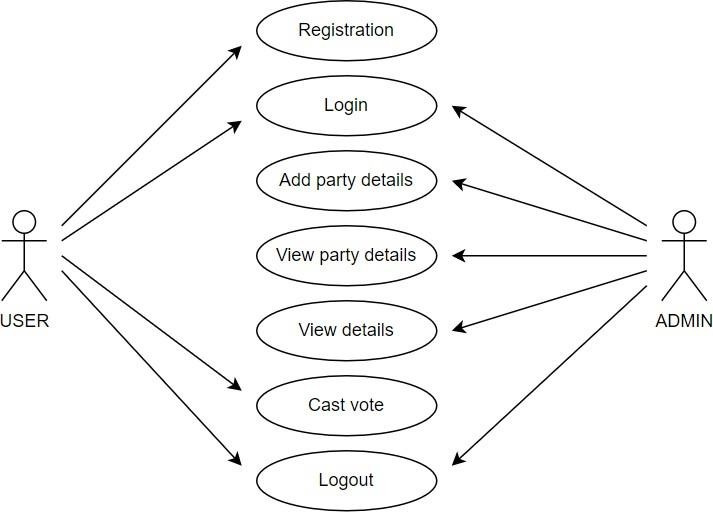 Registration
Login
Add party details
View party details
View details
Cast vote
Logout
USER
ADMIN